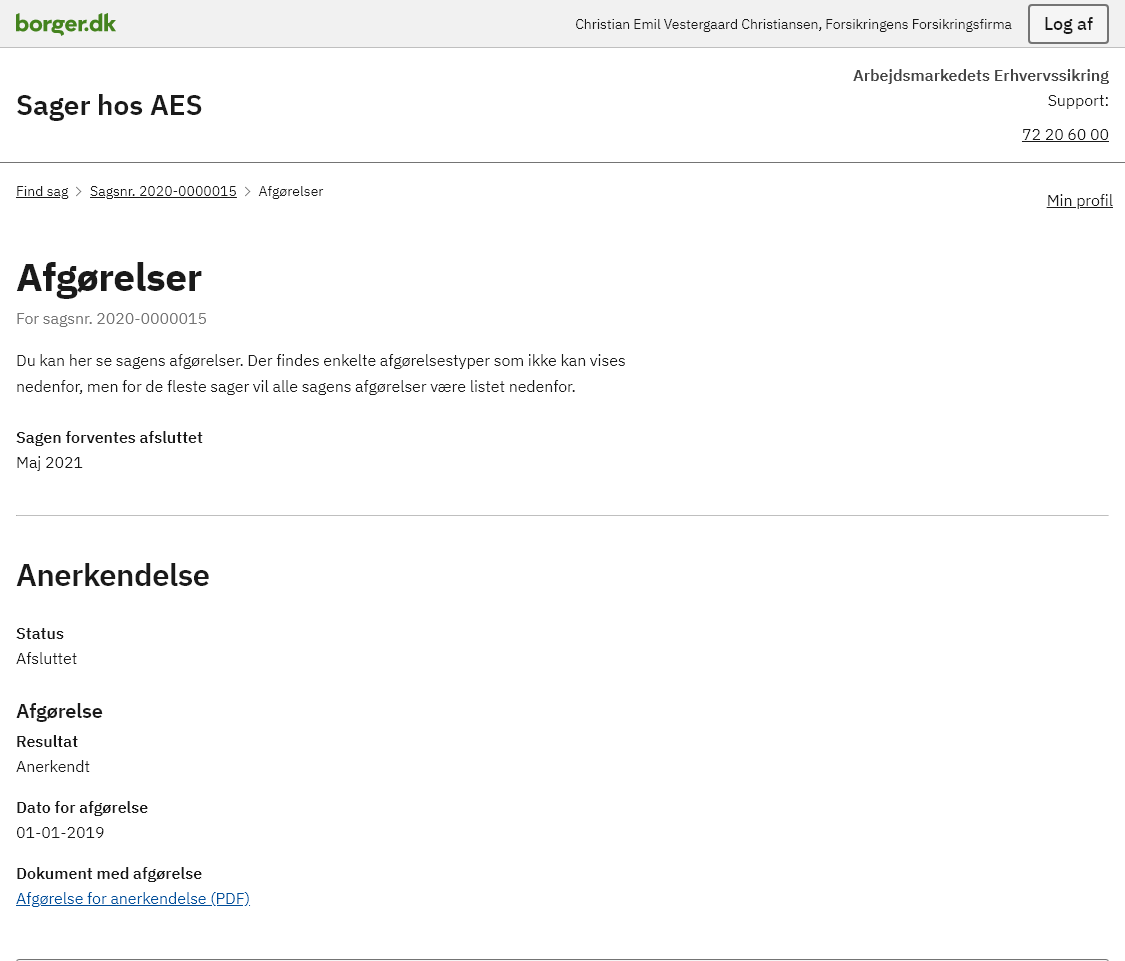 borger.dk
Christian Emil Vestergaard Christiansen, Forsikringens Forsikringsfirma
Log af
Sager hos AES
Arbejdsmarkedets Erhvervssikring
Support:
72 20 60 00
Find sag > Sagsnr. 2020-0000015 > Afgørelser
Min profil
Afgørelser
For sagsnr. 2020-0000015
Du kan her se sagens afgørelser. Der findes enkelte afgørelsestyper som ikke kan vises
nedenfor, men for de fleste sager vil alle sagens afgørelser være listet nedenfor.
Sagen forventes afsluttet
Maj 2021
Anerkendelse
Status
Afsluttet
Afgørelse
Resultat
Anerkendt
Dato for afgørelse
01-01-2019
Dokument med afgørelse
Afgørelse for anerkendelse (PDF)